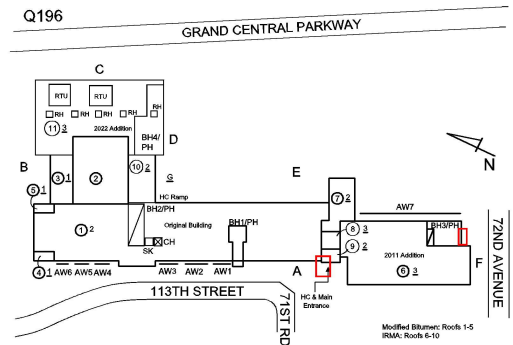 Q196
GRAND CENTRAL PARKWAY
C
RTU
RTU
RH
RH
RH
RH
RH
RH
11 3
2022 Addition
BH4/
PH
D
B
3 1
2
10 2
G
E
N
5 1
HC Ramp
7 2
AW7
BH2/PH
1 2
Original Building
BH1/PH
8 3
BH3/PH
SK
CH
9 2
2011 Addition
4 1
AW6
AW5
AW4
AW3
AW2
AW1
A
6 3
F
72ND AVENUE
113TH STREET
71ST RD
HC & Main
Entrance
Modified Bitumen: Roofs 1-5
IRMA: Roofs 6-10